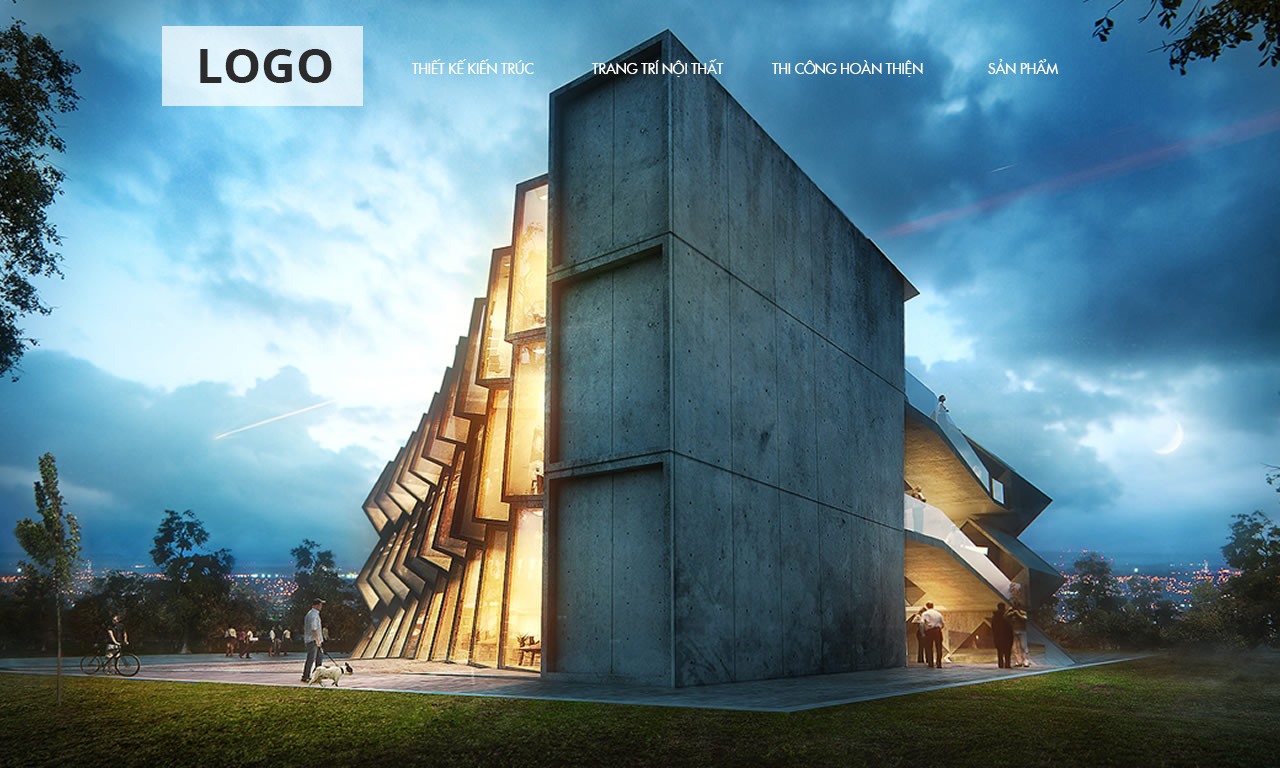 LOGO
THIẾT KẾ KIẾN TRÚC
TRANG TRÍ NỘI THẤT
THI CÔNG HOÀN THIỆN
SẢN PHẨM